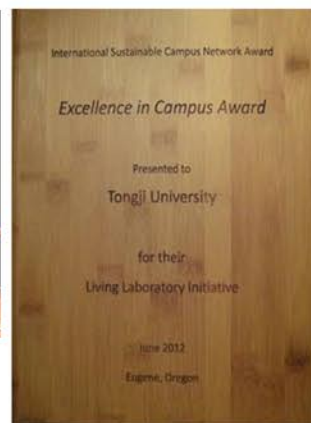 International Sustainable Campus Network Award
Excellence in Campus Award
Presented to
Tongji University
for their
Living Laboratory Initiative
June 2012
Eugene, Oregon